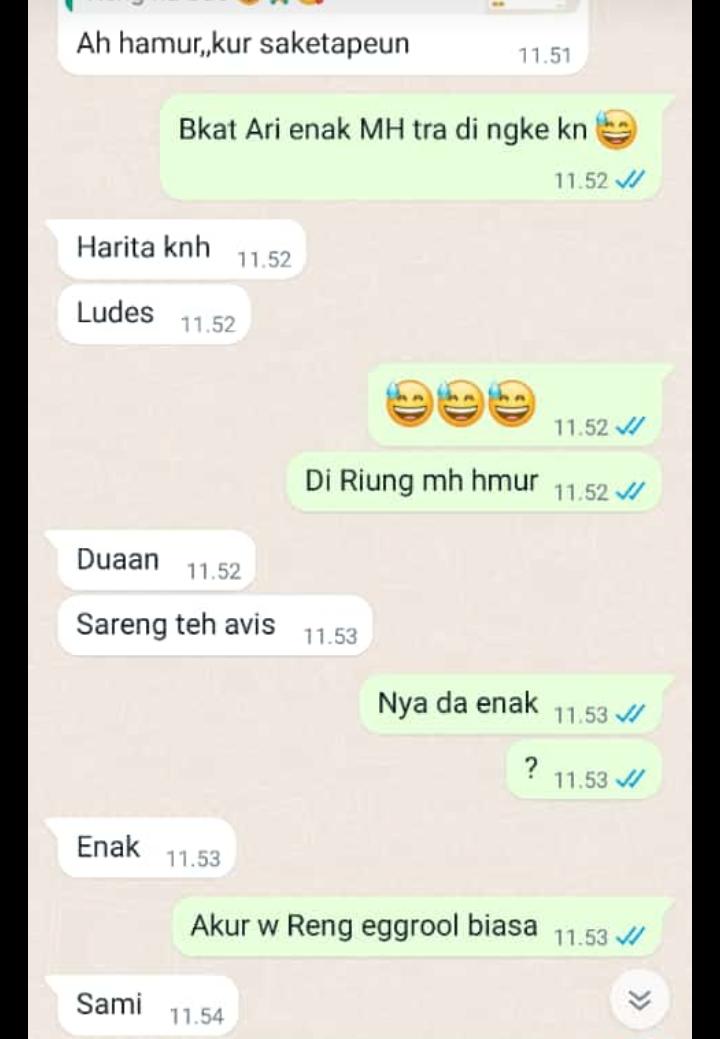 Ah hamur,,kur saketapeun
11.51
Bkat Ari enak MH tra di ngke kn 😅
11.52
Harita knh 11.52
Ludes 11.52
😅😅😅 11.52
Di Riung mh hmur 11.52
Duaan 11.52
Sareng teh avis 11.53
Nya da enak 11.53
? 11.53
Enak 11.53
Akur w Reng eggrool biasa 11.53
Sami 11.54